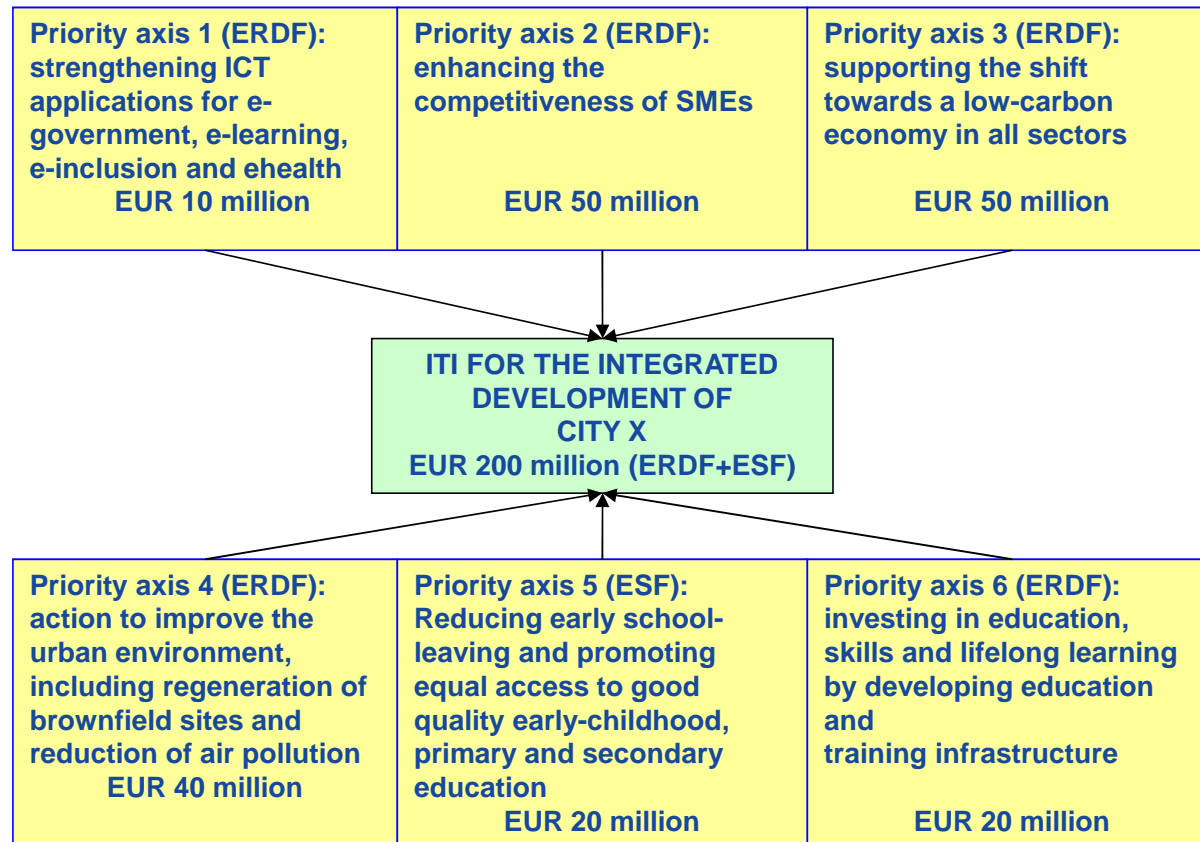 Priority axis 1 (ERDF):
strengthening ICT
applications for e-
government, e-learning,
e-inclusion and ehealth
EUR 10 million
Priority axis 2 (ERDF):
enhancing the
competitiveness of SMEs
EUR 50 million
Priority axis 3 (ERDF):
supporting the shift
towards a low-carbon
economy in all sectors
EUR 50 million
ITI FOR THE INTEGRATED
DEVELOPMENT OF
CITY X
EUR 200 million (ERDF+ESF)
Priority axis 4 (ERDF):
action to improve the
urban environment,
including regeneration of
brownfield sites and
reduction of air pollution
EUR 40 million
Priority axis 5 (ESF):
Reducing early school-
leaving and promoting
equal access to good
quality early-childhood,
primary and secondary
education
EUR 20 million
Priority axis 6 (ERDF):
investing in education,
skills and lifelong learning
by developing education
and
training infrastructure
EUR 20 million